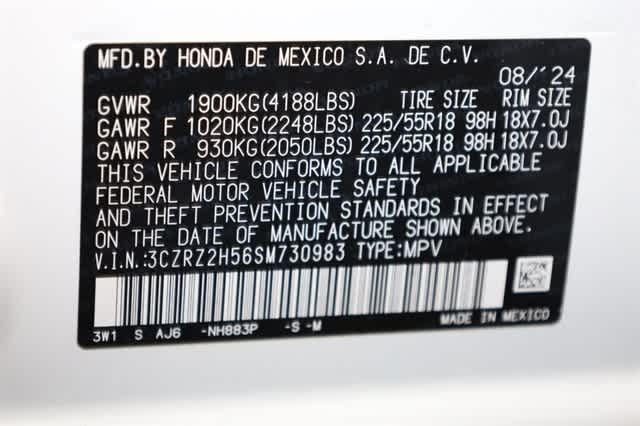 MFD.BY HONDA DE MEXICO S.A. DE C.V.
08/'24
GVWR 1900KG(4188LBS) TIRE SIZE RIM SIZE
GAWR F 1020KG(2248LBS) 225/55R18 98H 18X7.0J
GAWR R 930KG(2050LBS) 225/55R18 98H 18X7.0J
THIS VEHICLE CONFORMS TO ALL APPLICABLE
FEDERAL MOTOR VEHICLE SAFETY
AND THEFT PREVENTION STANDARDS IN EFFECT
ON THE DATE OF MANUFACTURE SHOWN ABOVE.
V.I.N.:3CZRZ2H56SM730983 TYPE:MPV
3W1 S AJ6 -NH883P -S -M
MADE IN MEXICO